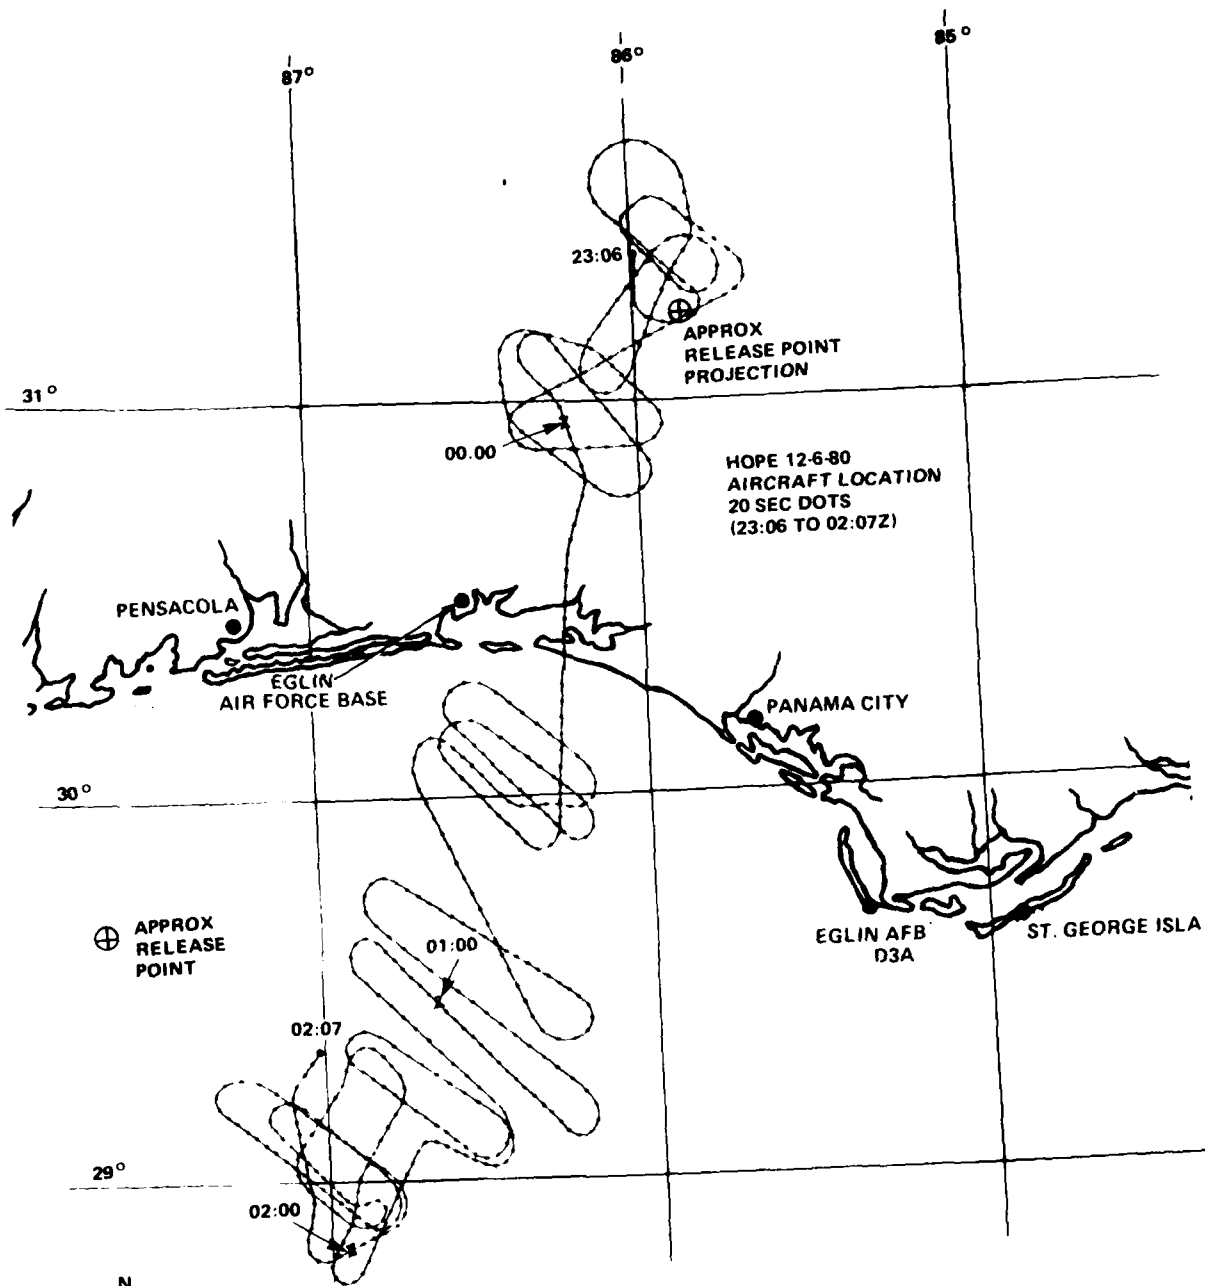 85°
86°
87°
23:06
APPROX
RELEASE POINT
PROJECTION
31°
00.00
HOPE 12-6-80
AIRCRAFT LOCATION
20 SEC DOTS
(23:06 TO 02:07Z)
PENSACOLA
EGLIN
AIR FORCE BASE
PANAMA CITY
30°
APPROX
RELEASE
POINT
01:00
EGLIN AFB
D3A
ST. GEORGE ISLA
02:07
29°
02:00
N